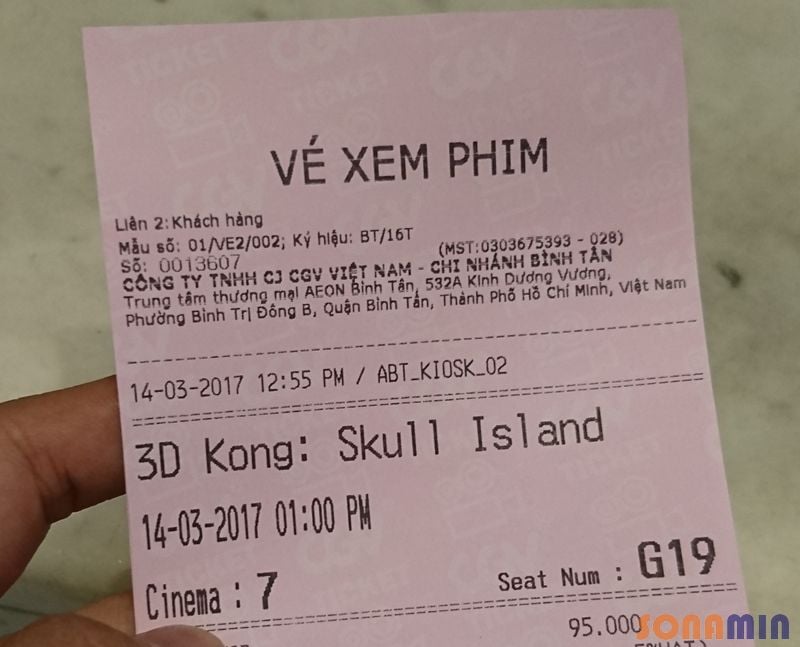 VÉ XEM PHIM
Liên 2: Khách hàng
Mẫu số: 01/VE2/002; Ký hiệu: BT/16T
Số: 0013607 (MST:0303675393 - 028)
CÔNG TY TNHH CJ CGV VIỆT NAM - CHI NHÁNH BÌNH TÂN
Trung tâm thương mại AEON Bình Tân, 532A Kinh Dương Vương,
Phường Bình Trị Đông B, Quận Bình Tân, Thành Phố Hồ Chí Minh, Việt Nam
14-03-2017 12:55 PM / ABT_KIOSK_02
3D Kong: Skull Island
14-03-2017 01:00 PM
Cinema : 7 Seat Num : G19
95.000
SONAMIN